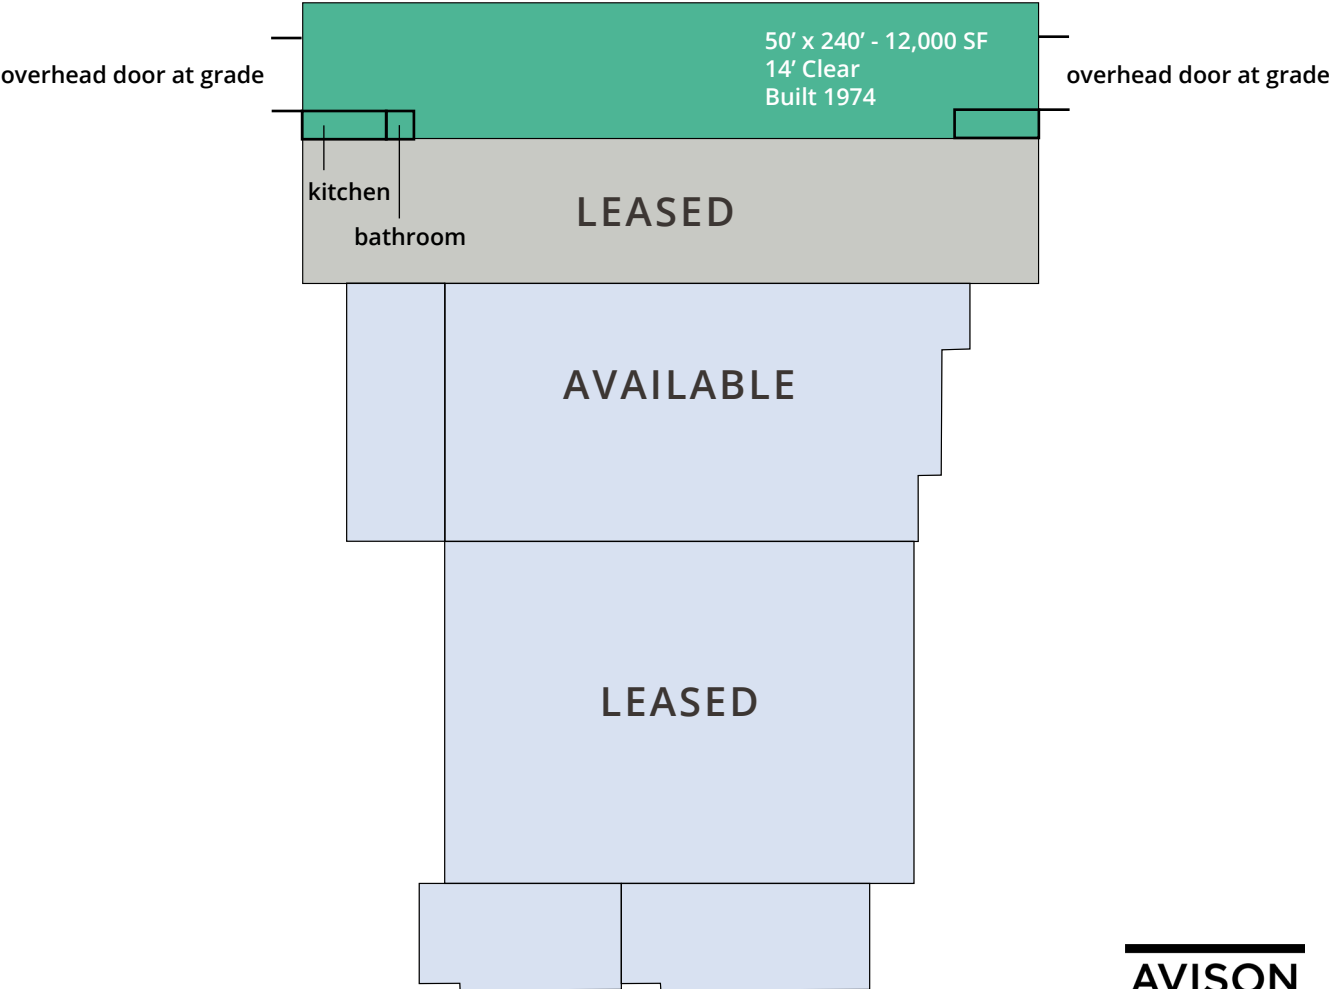 50’ x 240’ - 12,000 SF
14’ Clear
Built 1974
overhead door at grade
overhead door at grade
kitchen
bathroom
LEASED
AVAILABLE
LEASED
AVISON